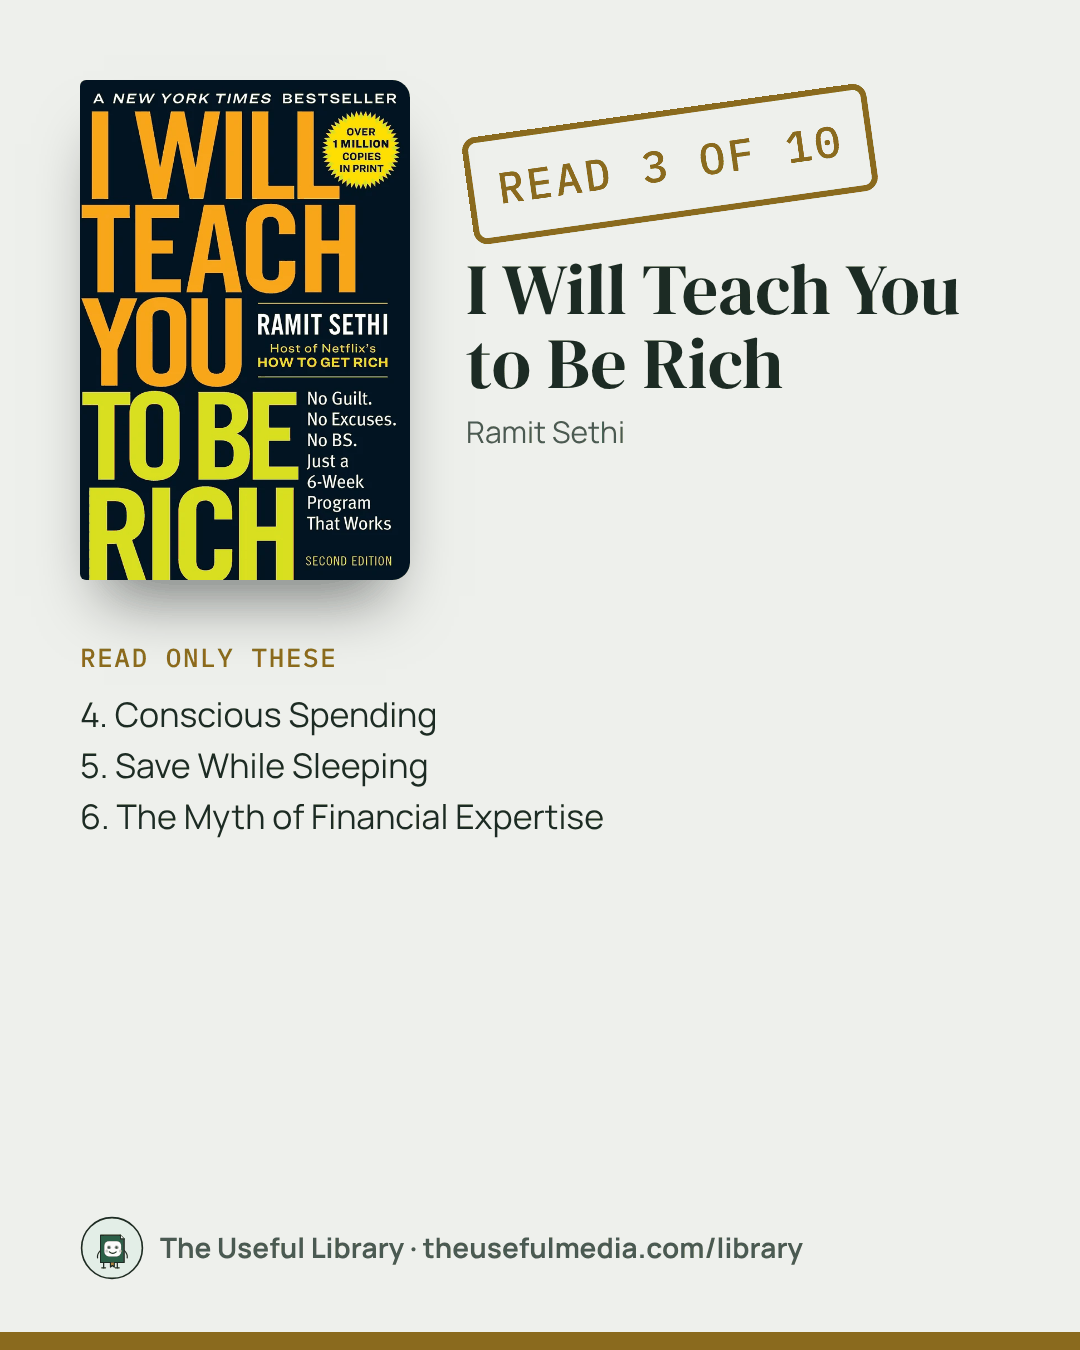 A NEW YORK TIMES BESTSELLER
I WILL
TEACH
YOU
TO BE
RICH
OVER
1 MILLION
COPIES
IN PRINT
RAMIT SETHI
Host of Netflix's
HOW TO GET RICH
No Guilt.
No Excuses.
No BS.
Just a
6-Week
Program
That Works
SECOND EDITION
READ 3 OF 10
I Will Teach You
to Be Rich
Ramit Sethi
READ ONLY THESE
4. Conscious Spending
5. Save While Sleeping
6. The Myth of Financial Expertise
The Useful Library · theusefulmedia.com/library